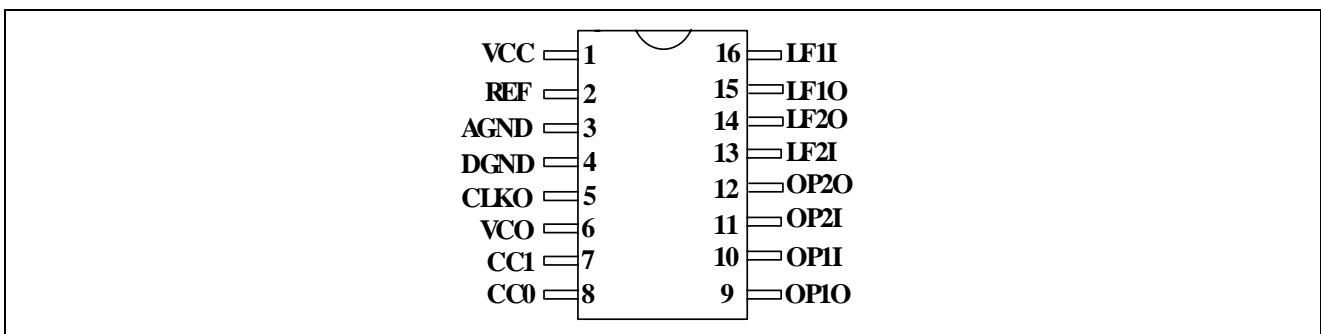 VCC 1 16 LF1I
REF 2 15 LF1O
AGND 3 14 LF2O
DGND 4 13 LF2I
CLKO 5 12 OP2O
VCO 6 11 OP2I
CC1 7 10 OP1I
CC0 8 9 OP1O